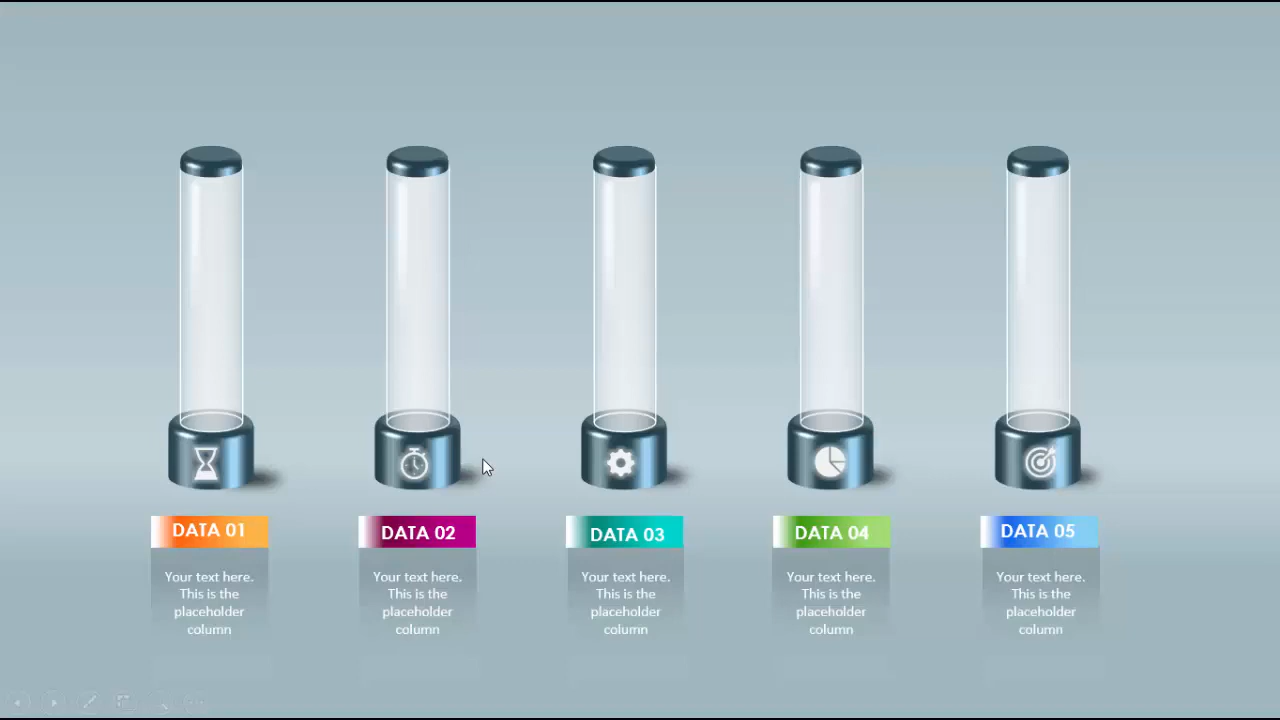 DATA 01
DATA 02
DATA 03
DATA 04
DATA 05
Your text here.
This is the
placeholder
column
Your text here.
This is the
placeholder
column
Your text here.
This is the
placeholder
column
Your text here.
This is the
placeholder
column
Your text here.
This is the
placeholder
column